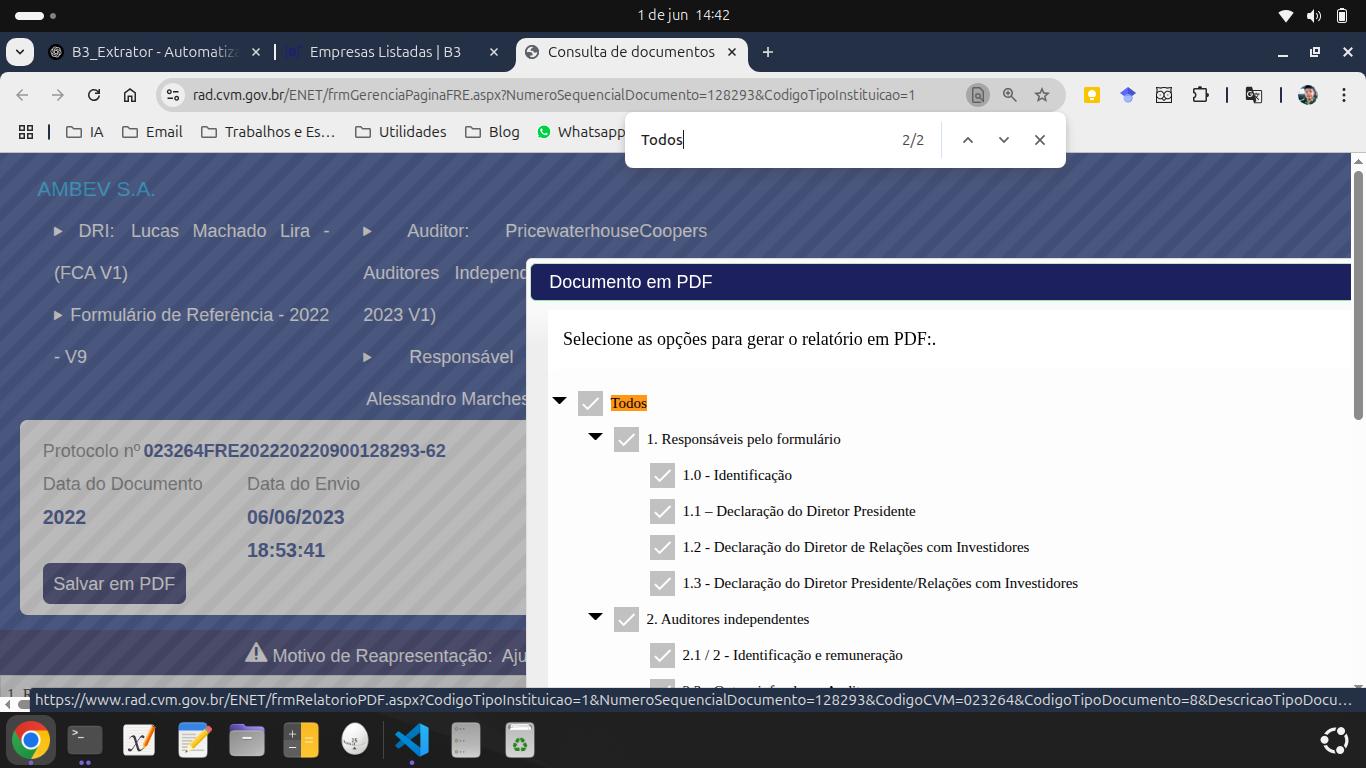 1 de jun 14:42
B3_Extrator - Automatiza
Empresas Listadas | B3
Consulta de documentos
rad.cvm.gov.br/ENET/frmGerenciaPaginaFRE.aspx?NumeroSequencialDocumento=128293&CodigoTipoInstituicao=1
IA
Email
Trabalhos e Es…
Utilidades
Blog
Whatsapp
Todos
2/2
AMBEV S.A.
DRI: Lucas Machado Lira -
(FCA V1)
Formulário de Referência - 2022
- V9
Auditor: PricewaterhouseCoopers
Auditores Independ
2023 V1)
Responsável
Alessandro Marches
Protocolo nº 023264FRE202220220900128293-62
Data do Documento
2022
Data do Envio
06/06/2023
18:53:41
Salvar em PDF
Motivo de Reapresentação: Aju
Documento em PDF
Selecione as opções para gerar o relatório em PDF:.
Todos
1. Responsáveis pelo formulário
1.0 - Identificação
1.1 – Declaração do Diretor Presidente
1.2 - Declaração do Diretor de Relações com Investidores
1.3 - Declaração do Diretor Presidente/Relações com Investidores
2. Auditores independentes
2.1 / 2 - Identificação e remuneração
https://www.rad.cvm.gov.br/ENET/frmRelatorioPDF.aspx?CodigoTipoInstituicao=1&NumeroSequencialDocumento=128293&CodigoCVM=023264&CodigoTipoDocumento=8&DescricaoTipoDocu…